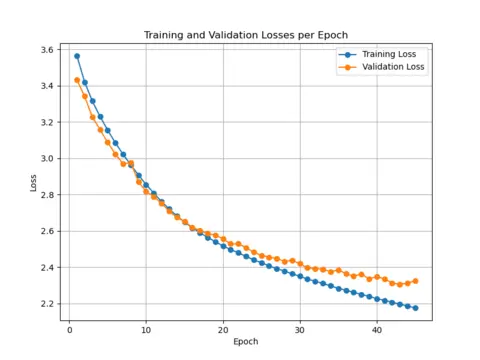 Training and Validation Losses per Epoch
Training Loss
Validation Loss
3.6
3.4
3.2
3.0
2.8
2.6
2.4
2.2
Loss
0
10
20
30
40
Epoch